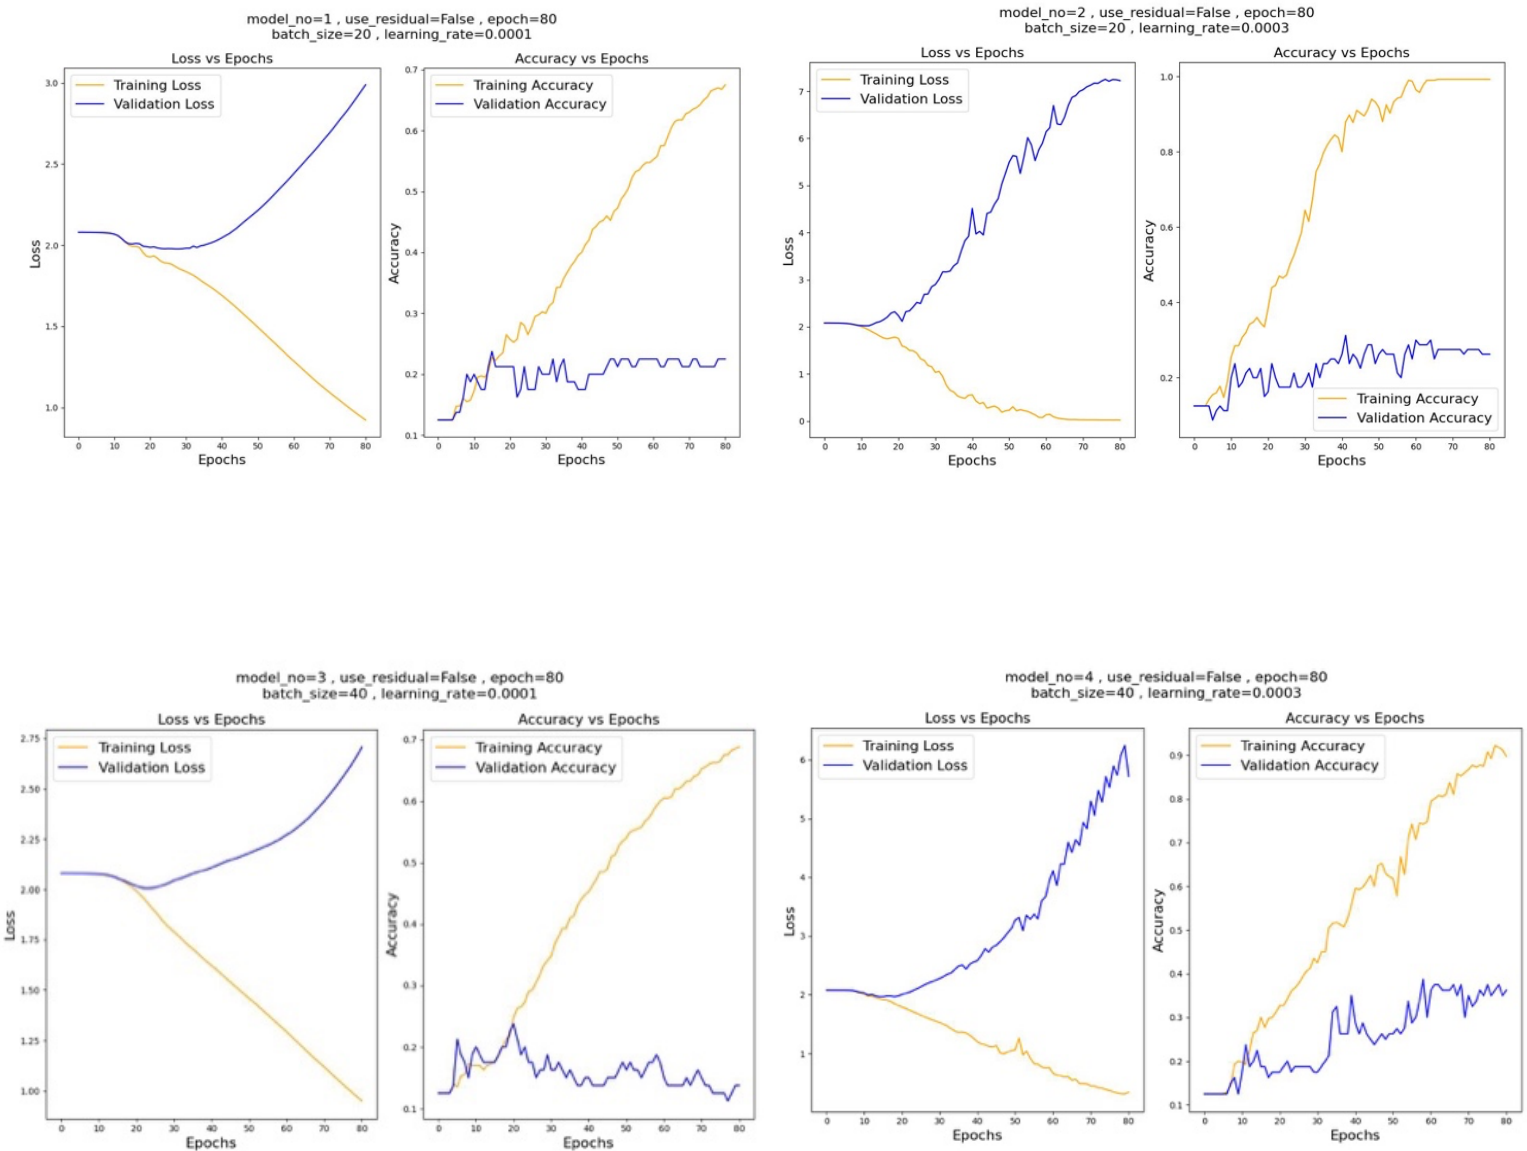 model_no=1 , use_residual=False , epoch=80
batch_size=20 , learning_rate=0.0001
Loss vs Epochs
Training Loss
Validation Loss
3.0
2.5
2.0
1.5
1.0
Loss
0 10 20 30 40 50 60 70 80
Epochs
Accuracy vs Epochs
Training Accuracy
Validation Accuracy
0.7
0.6
0.5
0.4
0.3
0.2
0.1
Accuracy
0 10 20 30 40 50 60 70 80
Epochs
model_no=2 , use_residual=False , epoch=80
batch_size=20 , learning_rate=0.0003
Loss vs Epochs
Training Loss
Validation Loss
7
6
5
4
3
2
1
0
Loss
0 10 20 30 40 50 60 70 80
Epochs
Accuracy vs Epochs
1.0
0.8
0.6
0.4
0.2
Accuracy
Training Accuracy
Validation Accuracy
0 10 20 30 40 50 60 70 80
Epochs
model_no=3 , use_residual=False , epoch=80
batch_size=40 , learning_rate=0.0001
Loss vs Epochs
Training Loss
Validation Loss
2.75
2.50
2.25
2.00
1.75
1.50
1.25
1.00
Loss
0 10 20 30 40 50 60 70 80
Epochs
Accuracy vs Epochs
Training Accuracy
Validation Accuracy
0.7
0.6
0.5
0.4
0.3
0.2
0.1
Accuracy
0 10 20 30 40 50 60 70 80
Epochs
model_no=4 , use_residual=False , epoch=80
batch_size=40 , learning_rate=0.0003
Loss vs Epochs
Training Loss
Validation Loss
6
5
4
3
2
1
Loss
0 10 20 30 40 50 60 70 80
Epochs
Accuracy vs Epochs
Training Accuracy
Validation Accuracy
0.9
0.8
0.7
0.6
0.5
0.4
0.3
0.2
0.1
Accuracy
0 10 20 30 40 50 60 70 80
Epochs